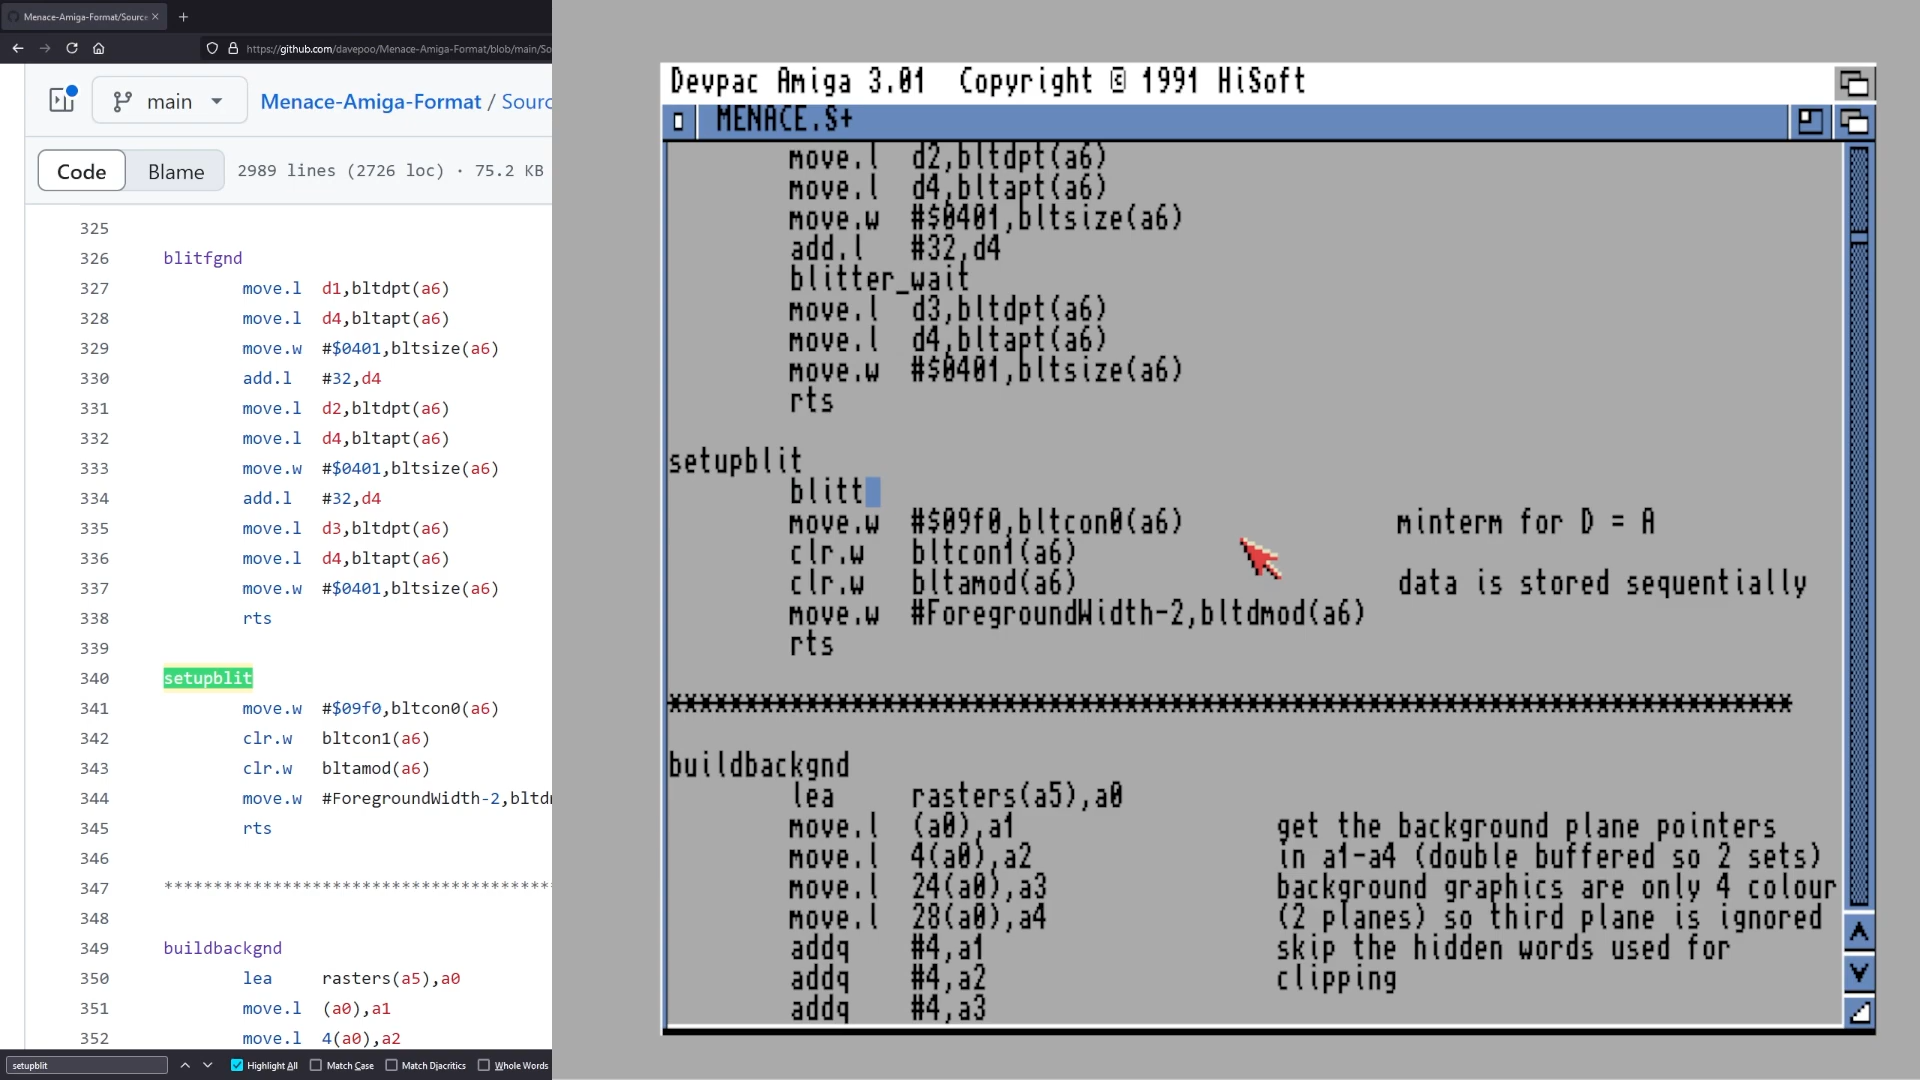 Menace-Amiga-Format/Source
https://github.com/davepoo/Menace-Amiga-Format/blob/main/So
main
Menace-Amiga-Format / Sourc
Code
Blame
2989 lines (2726 loc) · 75.2 KB
325
326 blitfgnd
327 move.l d1,bltdpt(a6)
328 move.l d4,bltapt(a6)
329 move.w #$0401,bltsize(a6)
330 add.l #32,d4
331 move.l d2,bltdpt(a6)
332 move.l d4,bltapt(a6)
333 move.w #$0401,bltsize(a6)
334 add.l #32,d4
335 move.l d3,bltdpt(a6)
336 move.l d4,bltapt(a6)
337 move.w #$0401,bltsize(a6)
338 rts
339
340 setupblit
341 move.w #$09f0,bltcon0(a6)
342 clr.w bltcon1(a6)
343 clr.w bltamod(a6)
344 move.w #ForegroundWidth-2,bltd
345 rts
346
347 ***************************************
348
349 buildbackgnd
350 lea rasters(a5),a0
351 move.l (a0),a1
352 move.l 4(a0),a2
setupblit
Highlight All
Match Case
Match Diacritics
Whole Words
Devpac Amiga 3.01 Copyright © 1991 HiSoft
MENACE.S+
move.l d2,bltdpt(a6)
move.l d4,bltapt(a6)
move.w #$0401,bltsize(a6)
add.l #32,d4
blitter_wait
move.l d3,bltdpt(a6)
move.l d4,bltapt(a6)
move.w #$0401,bltsize(a6)
rts
setupblit
blitt
move.w #$09f0,bltcon0(a6) minterm for D = A
clr.w bltcon1(a6)
clr.w bltamod(a6) data is stored sequentially
move.w #ForegroundWidth-2,bltdmod(a6)
rts
**************************************************************************
buildbackgnd
lea rasters(a5),a0
move.l (a0),a1 get the background plane pointers
move.l 4(a0),a2 in a1-a4 (double buffered so 2 sets)
move.l 24(a0),a3 background graphics are only 4 colour
move.l 28(a0),a4 (2 planes) so third plane is ignored
addq #4,a1 skip the hidden words used for
addq #4,a2 clipping
addq #4,a3